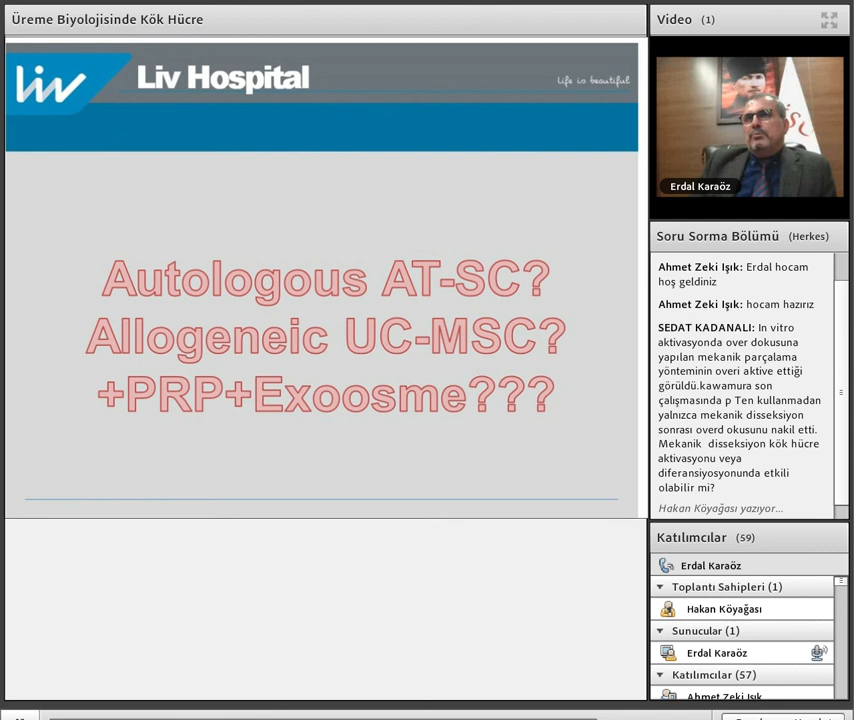 Üreme Biyolojisinde Kök Hücre
liv
Liv Hospital
Life is beautiful
Autologous AT-SC?
Allogeneic UC-MSC?
+PRP+Exoosme???
Video (1)
Erdal Karaöz
Soru Sorma Bölümü (Herkes)
Ahmet Zeki Işık: Erdal hocam
hoş geldiniz
Ahmet Zeki Işık: hocam hazırız
SEDAT KADANALI: In vitro
aktivasyonda over dokusuna
yapılan mekanik parçalama
yönteminin overi aktive ettiği
görüldü.kawamura son
çalışmasında p Ten kullanmadan
yalnızca mekanik disseksiyon
sonrası overd okusunu nakil etti.
Mekanik disseksiyon kök hücre
aktivasyonu veya
diferansiyosyonunda etkili
olabilir mi?
Hakan Köyağası yazıyor...
Katılımcılar (59)
Erdal Karaöz
Toplantı Sahipleri (1)
Hakan Köyağası
Sunucular (1)
Erdal Karaöz
Katılımcılar (57)
Ahmet Zeki Işık